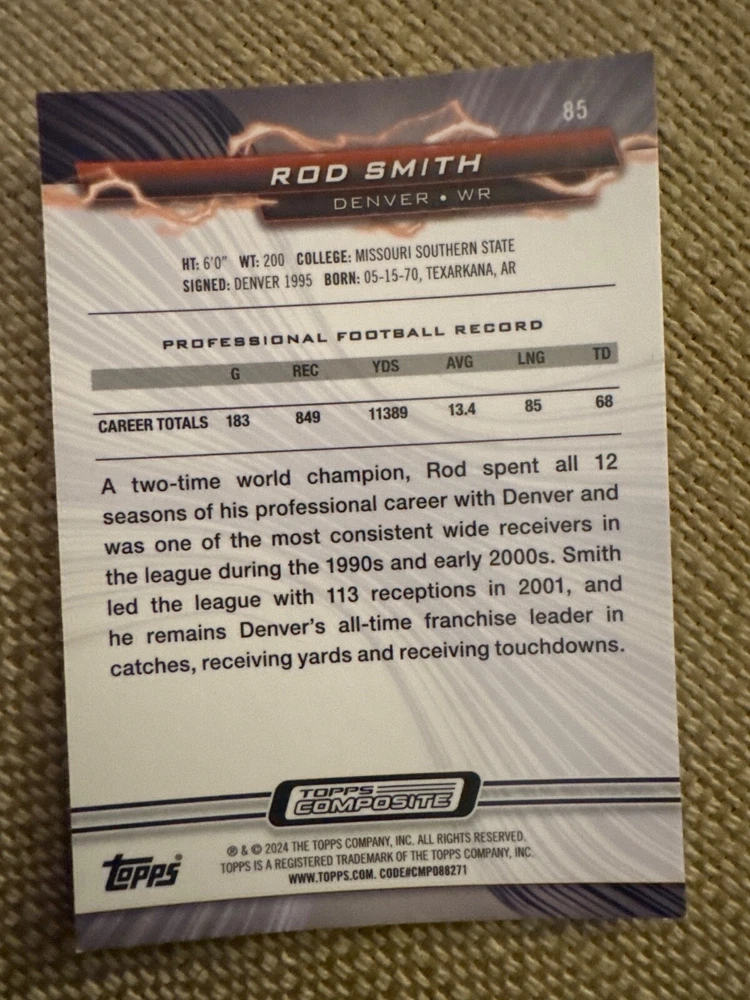 85
ROD SMITH
DENVER • WR
HT: 6'0" WT: 200 COLLEGE: MISSOURI SOUTHERN STATE
SIGNED: DENVER 1995 BORN: 05-15-70, TEXARKANA, AR
PROFESSIONAL FOOTBALL RECORD
G REC YDS AVG LNG TD
CAREER TOTALS 183 849 11389 13.4 85 68
A two-time world champion, Rod spent all 12
seasons of his professional career with Denver and
was one of the most consistent wide receivers in
the league during the 1990s and early 2000s. Smith
led the league with 113 receptions in 2001, and
he remains Denver's all-time franchise leader in
catches, receiving yards and receiving touchdowns.
TOPPS
COMPOSITE
® & © 2024 THE TOPPS COMPANY, INC. ALL RIGHTS RESERVED.
TOPPS IS A REGISTERED TRADEMARK OF THE TOPPS COMPANY, INC.
WWW.TOPPS.COM. CODE#CMP088271
topps®